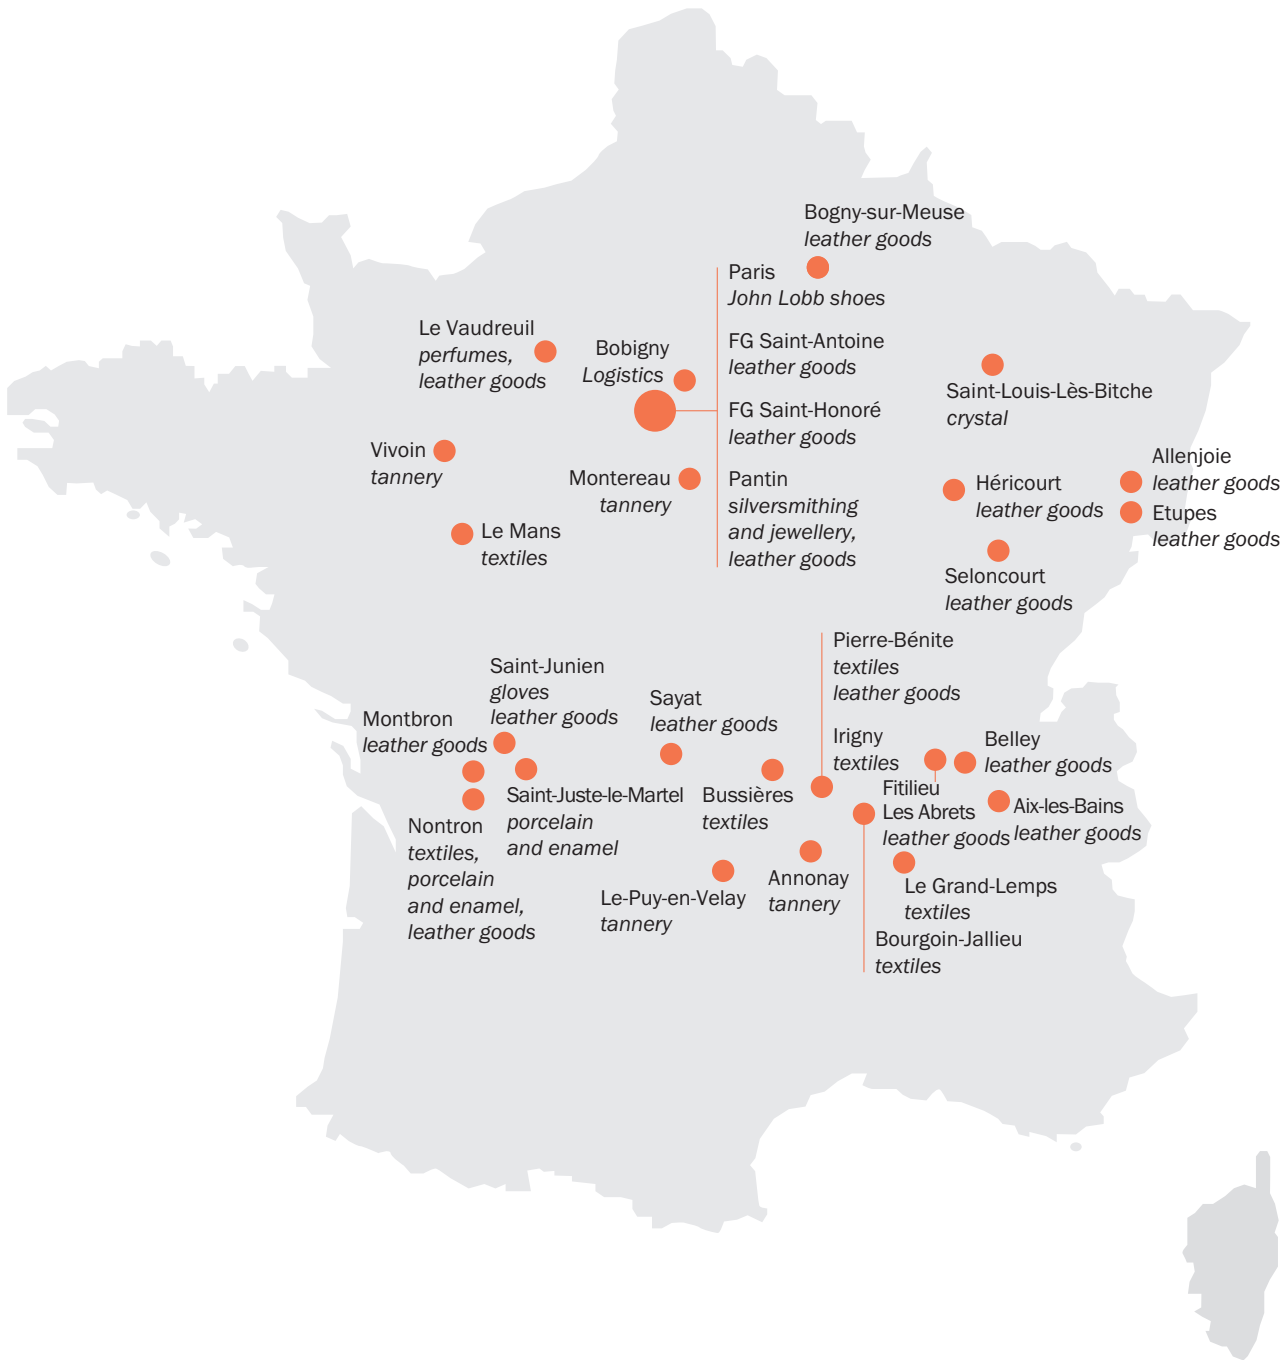 Bogny-sur-Meuse
leather goods
Paris
John Lobb shoes
FG Saint-Antoine
leather goods
FG Saint-Honoré
leather goods
Pantin
silversmithing
and jewellery,
leather goods
Le Vaudreuil
perfumes,
leather goods
Bobigny
Logistics
Saint-Louis-Lès-Bitche
crystal
Vivoin
tannery
Montereau
tannery
Le Mans
textiles
Héricourt
leather goods
Allenjoie
leather goods
Etupes
leather goods
Seloncourt
leather goods
Pierre-Bénite
textiles
leather goods
Irigny
textiles
Saint-Junien
gloves
leather goods
Montbron
leather goods
Sayat
leather goods
Belley
leather goods
Fitilieu
Les Abrets
leather goods
Aix-les-Bains
leather goods
Saint-Juste-le-Martel
porcelain
and enamel
Bussières
textiles
Nontron
textiles,
porcelain
and enamel,
leather goods
Le-Puy-en-Velay
tannery
Annonay
tannery
Le Grand-Lemps
textiles
Bourgoin-Jallieu
textiles